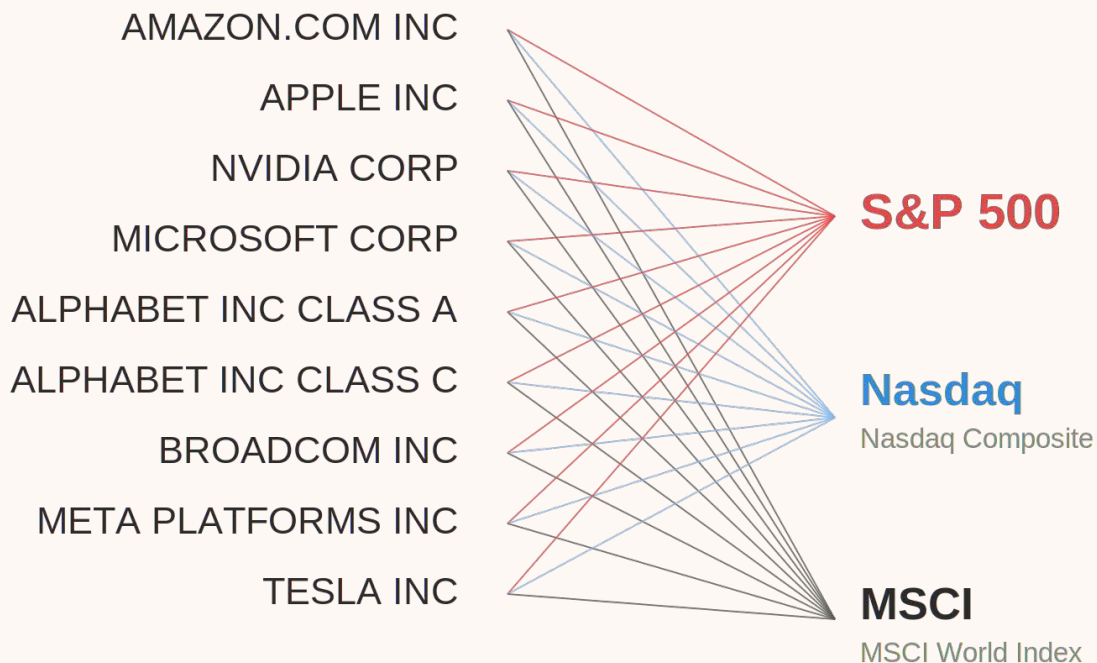 AMAZON.COM INC
APPLE INC
NVIDIA CORP
MICROSOFT CORP
ALPHABET INC CLASS A
ALPHABET INC CLASS C
BROADCOM INC
META PLATFORMS INC
TESLA INC
S&P 500
Nasdaq
Nasdaq Composite
MSCI
MSCI World Index